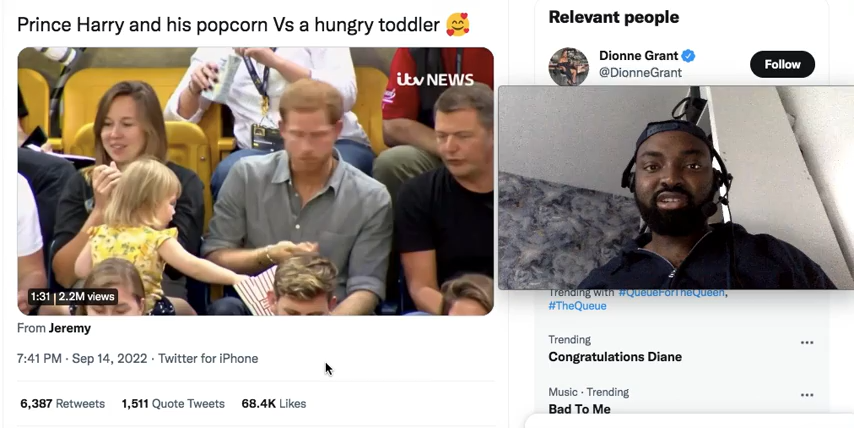 Prince Harry and his popcorn Vs a hungry toddler 🥰
itv NEWS
1:31 | 2.2M views
From Jeremy
7:41 PM · Sep 14, 2022 · Twitter for iPhone
6,387 Retweets 1,511 Quote Tweets 68.4K Likes
Relevant people
Dionne Grant
@DionneGrant
Follow
Trending with #QueueForTheQueen,
#TheQueue
Trending
Congratulations Diane
Music · Trending
Bad To Me